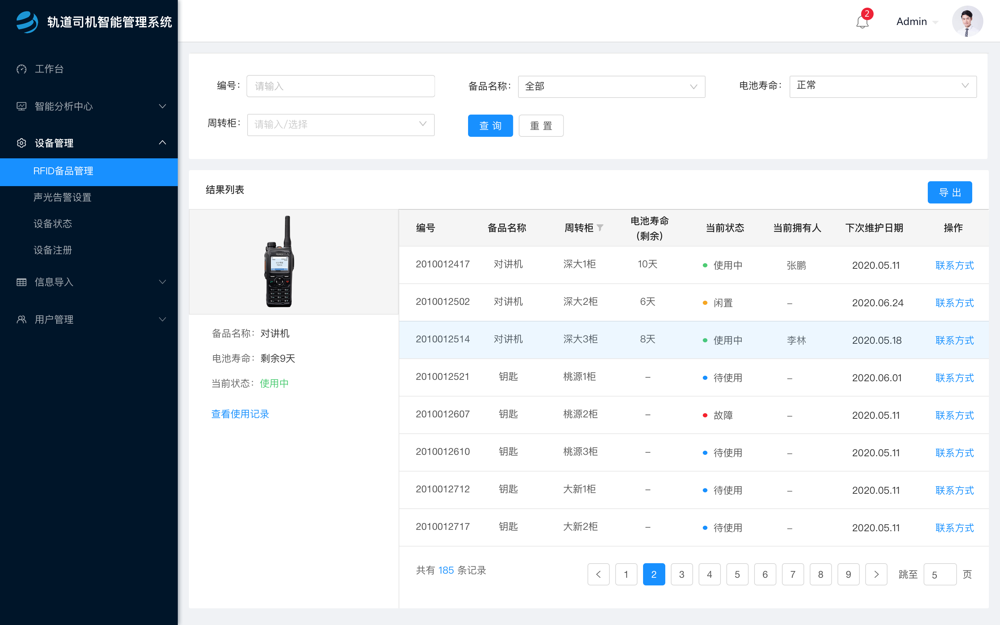 轨道司机智能管理系统
2
Admin
工作台
智能分析中心
设备管理
RFID备品管理
声光告警设置
设备状态
设备注册
信息导入
用户管理
编号： 请输入
备品名称： 全部
电池寿命： 正常
周转柜： 请输入/选择
查 询
重 置
结果列表
导 出
Hytera
备品名称： 对讲机
电池寿命： 剩余9天
当前状态： 使用中
查看使用记录
编号 备品名称 周转柜 电池寿命（剩余） 当前状态 当前拥有人 下次维护日期 操作
2010012417 对讲机 深大1柜 10天 使用中 张鹏 2020.05.11 联系方式
2010012502 对讲机 深大2柜 6天 闲置 – 2020.06.24 联系方式
2010012514 对讲机 深大3柜 8天 使用中 李林 2020.05.18 联系方式
2010012521 钥匙 桃源1柜 – 待使用 – 2020.06.01 联系方式
2010012607 钥匙 桃源2柜 – 故障 – 2020.05.11 联系方式
2010012610 钥匙 桃源3柜 – 待使用 – 2020.05.11 联系方式
2010012712 钥匙 大新1柜 – 待使用 – 2020.05.11 联系方式
2010012717 钥匙 大新2柜 – 待使用 – 2020.05.11 联系方式
共有 185 条记录
1 2 3 4 5 6 7 8 9 跳至 5 页